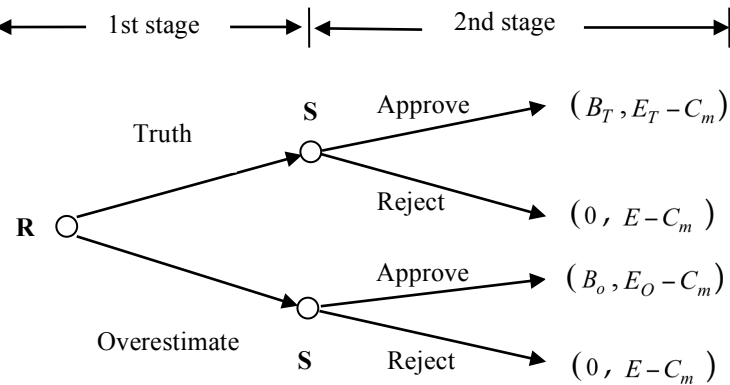 1st stage 2nd stage
S Approve (B_T, E_T − C_m)
Truth
Reject (0, E − C_m)
R
Approve (B_o, E_O − C_m)
Overestimate
S Reject (0, E − C_m)